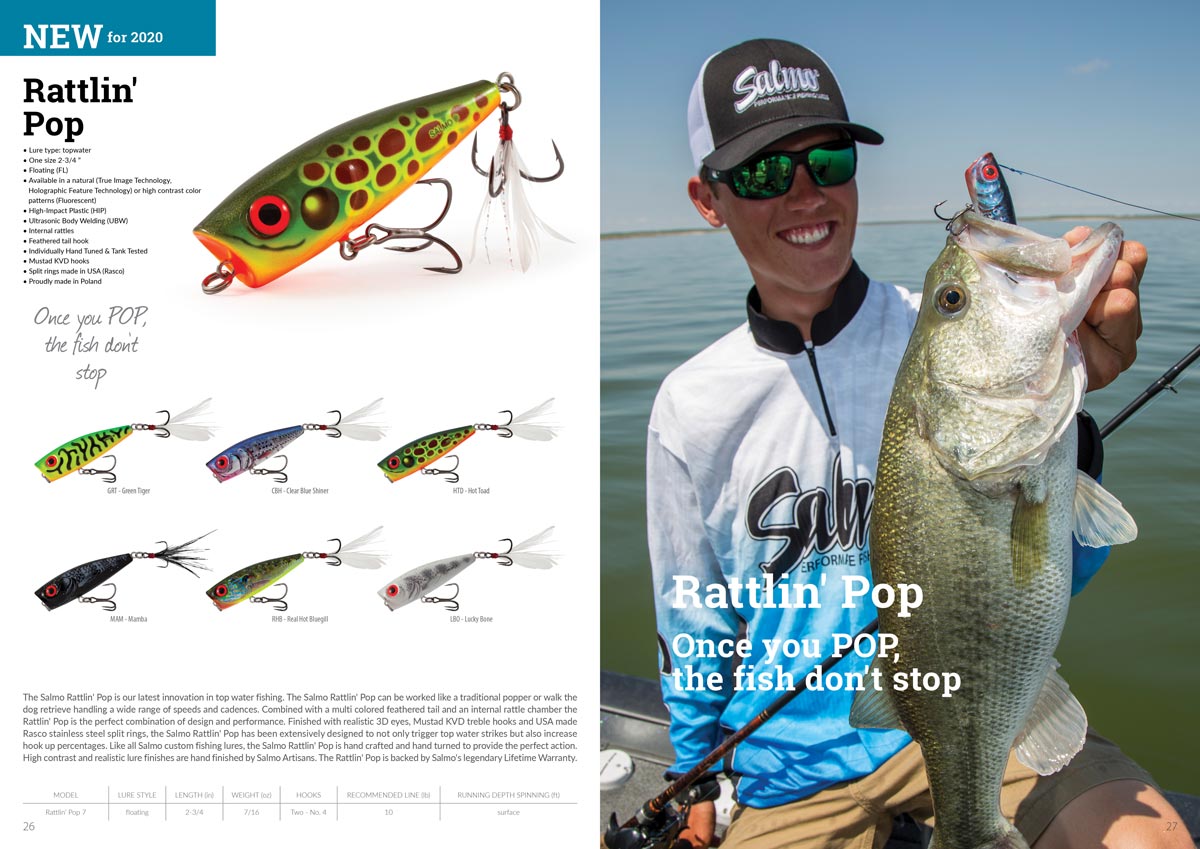 NEW for 2020
Rattlin'
Pop
• Lure type: topwater
• One size 2-3/4 "
• Floating (FL)
• Available in a natural (True Image Technology,
Holographic Feature Technology) or high contrast color
patterns (Fluorescent)
• High-Impact Plastic (HIP)
• Ultrasonic Body Welding (UBW)
• Internal rattles
• Feathered tail hook
• Individually Hand Tuned & Tank Tested
• Mustad KVD hooks
• Split rings made in USA (Rasco)
• Proudly made in Poland
SALMO
Once you POP,
the fish don't
stop
GRT - Green Tiger
CBH - Clear Blue Shiner
HTD - Hot Toad
MAM - Mamba
RHB - Real Hot Bluegill
LBO - Lucky Bone
The Salmo Rattlin' Pop is our latest innovation in top water fishing. The Salmo Rattlin' Pop can be worked like a traditional popper or walk the
dog retrieve handling a wide range of speeds and cadences. Combined with a multi colored feathered tail and an internal rattle chamber the
Rattlin' Pop is the perfect combination of design and performance. Finished with realistic 3D eyes, Mustad KVD treble hooks and USA made
Rasco stainless steel split rings, the Salmo Rattlin' Pop has been extensively designed to not only trigger top water strikes but also increase
hook up percentages. Like all Salmo custom fishing lures, the Salmo Rattlin' Pop is hand crafted and hand turned to provide the perfect action.
High contrast and realistic lure finishes are hand finished by Salmo Artisans. The Rattlin' Pop is backed by Salmo's legendary Lifetime Warranty.
MODEL LURE STYLE LENGTH (in) WEIGHT (oz) HOOKS RECOMMENDED LINE (lb) RUNNING DEPTH SPINNING (ft)
Rattlin' Pop 7 floating 2-3/4 7/16 Two - No. 4 10 surface
26
Salmo
PERFORMANCE FISHING LURES
Salmo
PERFORMANCE FIS
Rattlin' Pop
Once you POP,
the fish don't stop
27